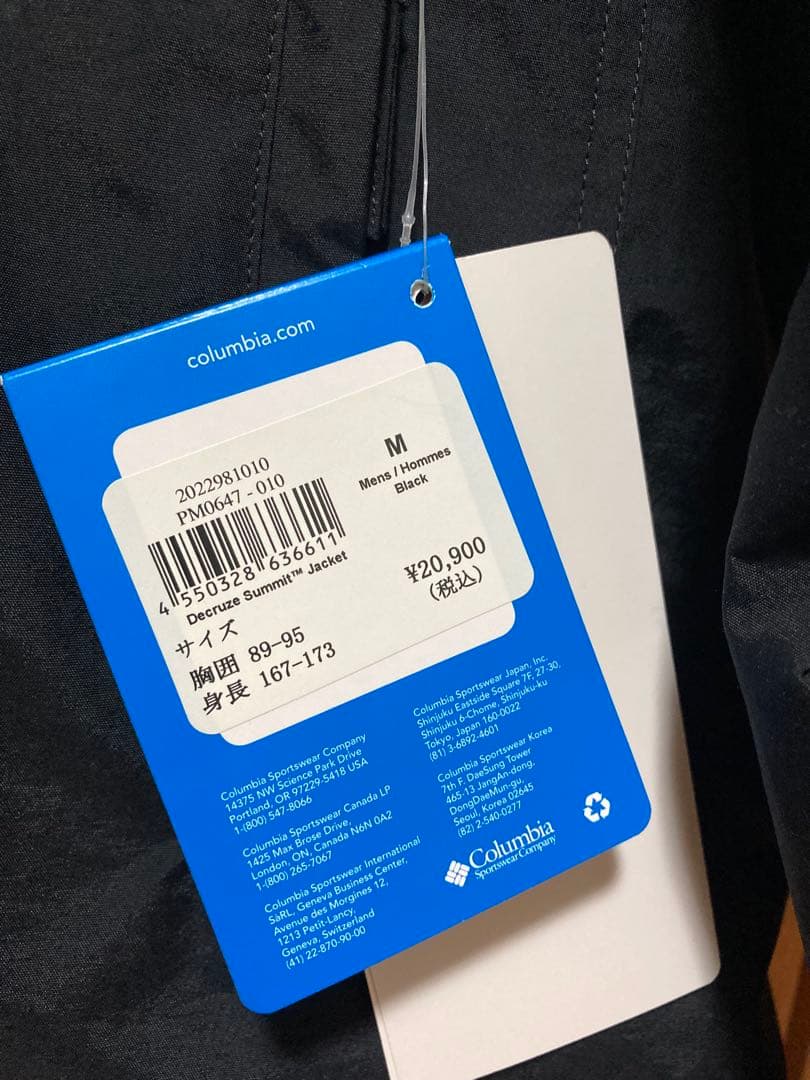 columbia.com
2022981010
PM0647 - 010
M
Mens / Hommes
Black
4 550328 636611
Decruze Summit™ Jacket
¥20,900
(税込)
サイズ
胸囲 89-95
身長 167-173
Columbia Sportswear Company
14375 NW Science Park Drive
Portland, OR 97229-5418 USA
1-(800) 547-8066
Columbia Sportswear Canada LP
1425 Max Brose Drive,
London, ON, Canada N6N 0A2
1-(800) 265-7067
Columbia Sportswear International
SàRL, Geneva Business Center,
Avenue des Morgines 12,
1213 Petit-Lancy,
Geneva, Switzerland
(41) 22-870-90-00
Columbia Sportswear Japan, Inc.
Shinjuku Eastside Square 7F, 27-30,
Shinjuku 6-Chome, Shinjuku-ku
Tokyo, Japan 160-0022
(81) 3-6892-4601
Columbia Sportswear Korea
7th F. DaeSung Tower
465-13 JangAn-dong,
DongDaeMun-gu,
Seoul, Korea 02645
(82) 2-540-0277
Columbia
Sportswear Company